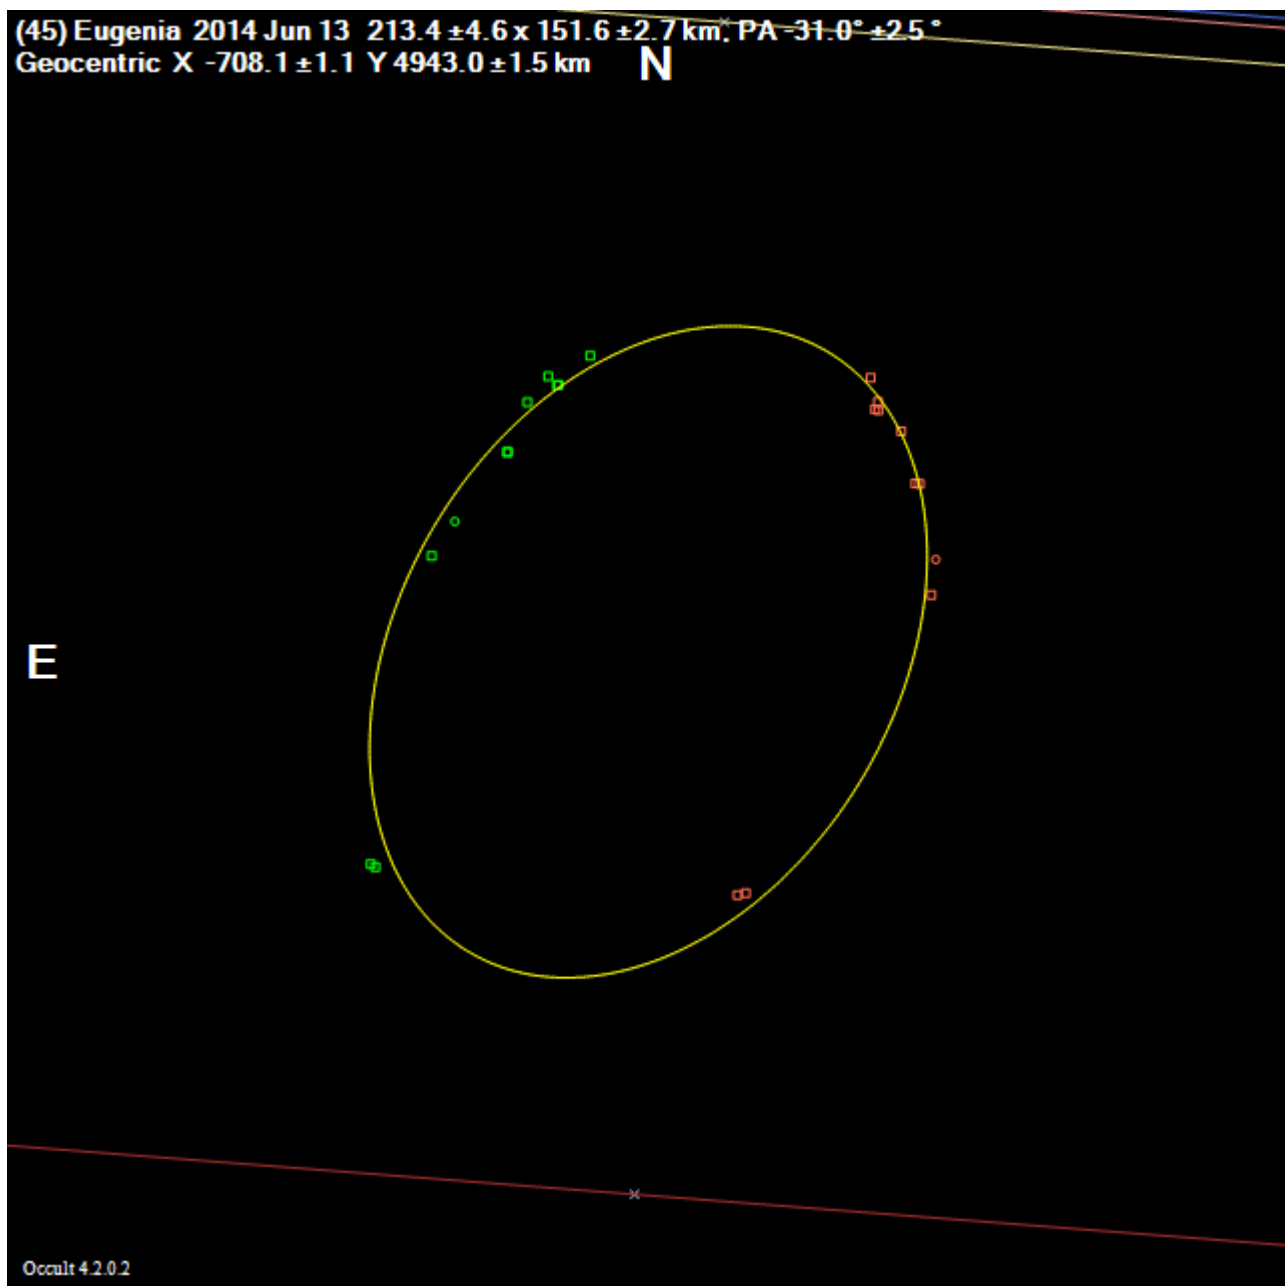 (45) Eugenia 2014 Jun 13 213.4 ±4.6 x 151.6 ±2.7 km, PA -31.0° ±2.5°
Geocentric X -708.1 ±1.1 Y 4943.0 ±1.5 km
N
E
Occult 4.2.0.2